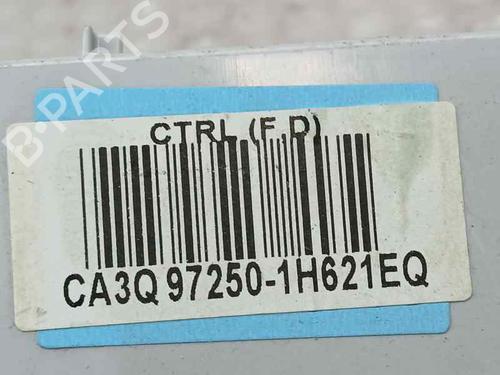 B-PARTS
CTRL (F,D)
CA3Q 97250-1H621EQ